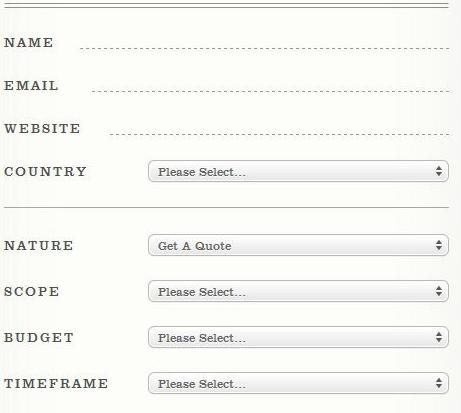 NAME
EMAIL
WEBSITE
COUNTRY Please Select...
NATURE Get A Quote
SCOPE Please Select...
BUDGET Please Select...
TIMEFRAME Please Select...